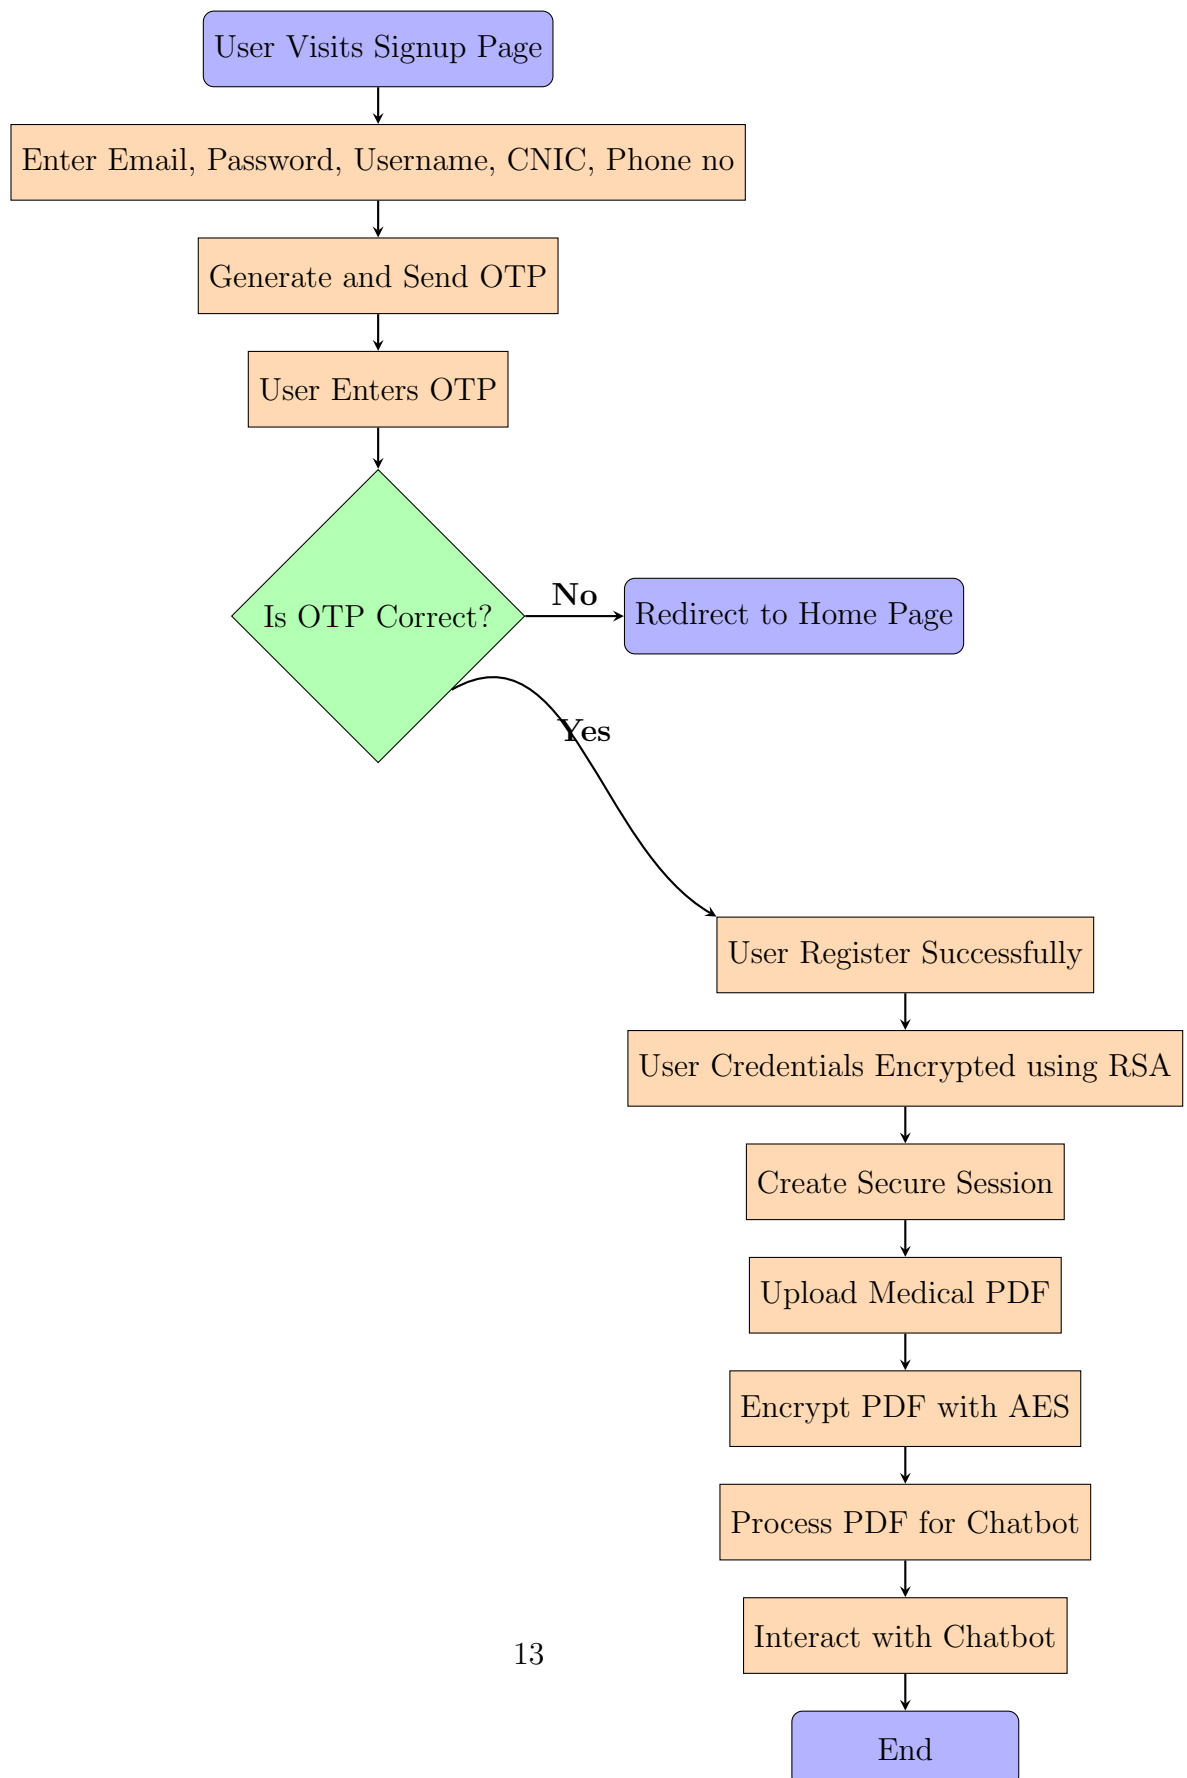 User Visits Signup Page
Enter Email, Password, Username, CNIC, Phone no
Generate and Send OTP
User Enters OTP
Is OTP Correct?
No
Redirect to Home Page
Yes
User Register Successfully
User Credentials Encrypted using RSA
Create Secure Session
Upload Medical PDF
Encrypt PDF with AES
Process PDF for Chatbot
Interact with Chatbot
13
End